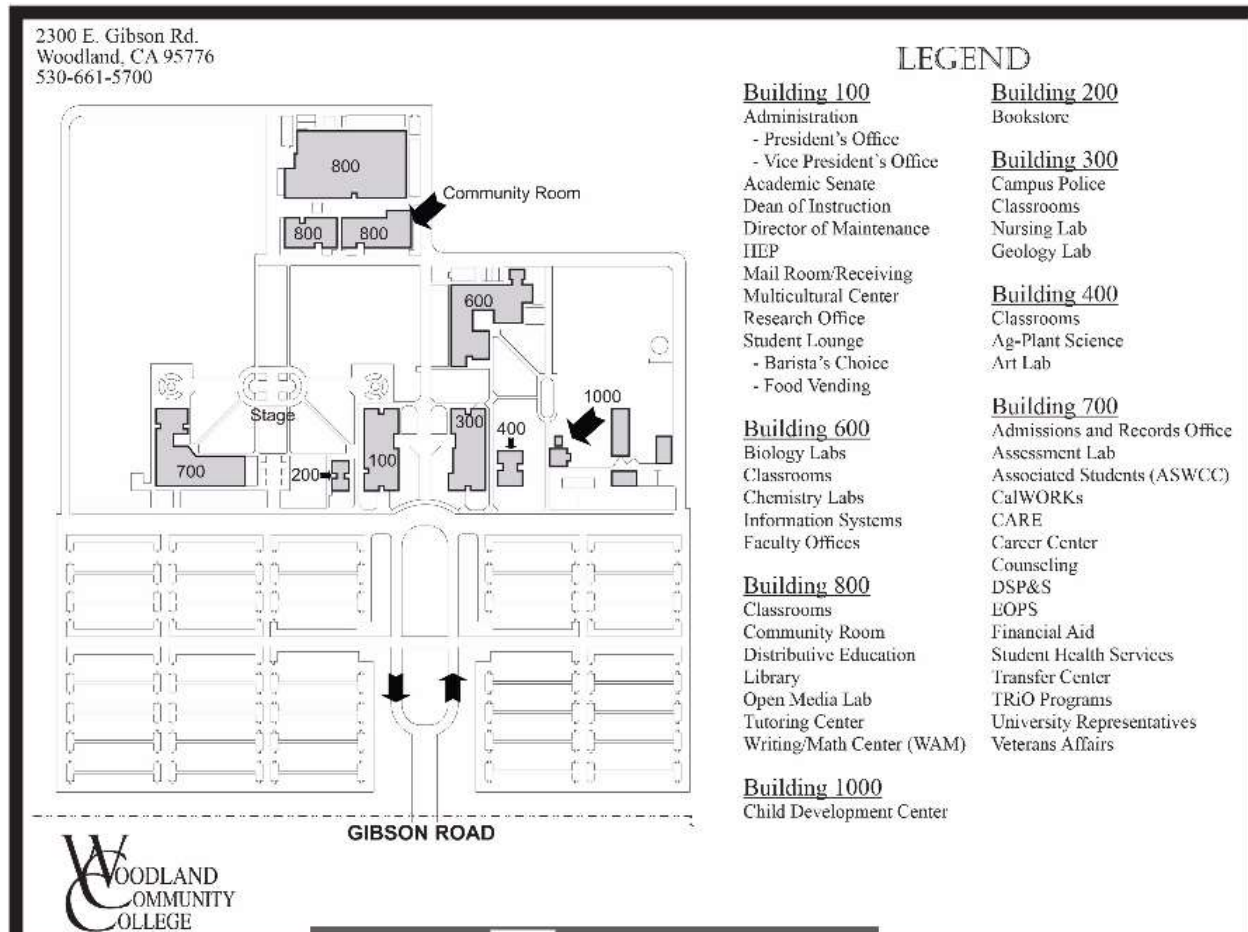 2300 E. Gibson Rd.
Woodland, CA 95776
530-661-5700
800
Community Room
800
800
600
1000
Stage
300
400
700
200
100
GIBSON ROAD
WOODLAND
COMMUNITY
COLLEGE
LEGEND
Building 100
Administration
- President's Office
- Vice President's Office
Academic Senate
Dean of Instruction
Director of Maintenance
HEP
Mail Room/Receiving
Multicultural Center
Research Office
Student Lounge
- Barista's Choice
- Food Vending
Building 600
Biology Labs
Classrooms
Chemistry Labs
Information Systems
Faculty Offices
Building 800
Classrooms
Community Room
Distributive Education
Library
Open Media Lab
Tutoring Center
Writing/Math Center (WAM)
Building 1000
Child Development Center
Building 200
Bookstore
Building 300
Campus Police
Classrooms
Nursing Lab
Geology Lab
Building 400
Classrooms
Ag-Plant Science
Art Lab
Building 700
Admissions and Records Office
Assessment Lab
Associated Students (ASWCC)
CalWORKs
CARE
Career Center
Counseling
DSP&S
EOPS
Financial Aid
Student Health Services
Transfer Center
TRiO Programs
University Representatives
Veterans Affairs